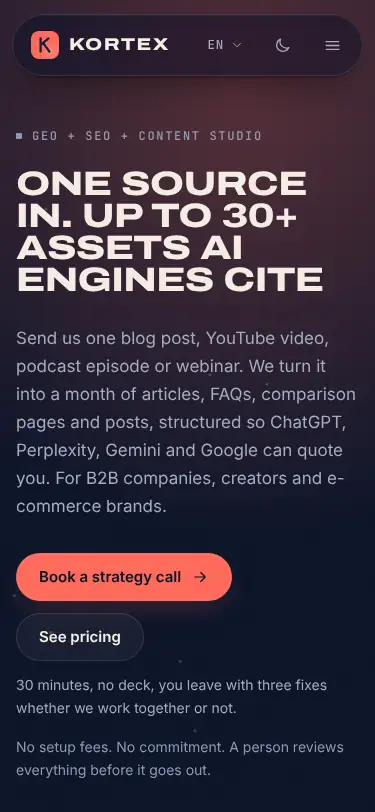 K KORTEX EN
GEO + SEO + CONTENT STUDIO
ONE SOURCE
IN. UP TO 30+
ASSETS AI
ENGINES CITE
Send us one blog post, YouTube video,
podcast episode or webinar. We turn it
into a month of articles, FAQs, comparison
pages and posts, structured so ChatGPT,
Perplexity, Gemini and Google can quote
you. For B2B companies, creators and e-
commerce brands.
Book a strategy call →
See pricing
30 minutes, no deck, you leave with three fixes
whether we work together or not.
No setup fees. No commitment. A person reviews
everything before it goes out.